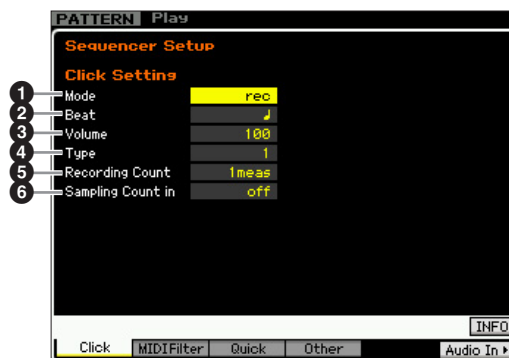 PATTERN Play
Sequencer Setup
Click Setting
1 Mode rec
2 Beat ♩
3 Volume 100
4 Type 1
5 Recording Count 1meas
6 Sampling Count in off
INFO
Click MIDIFilter Quick Other Audio In